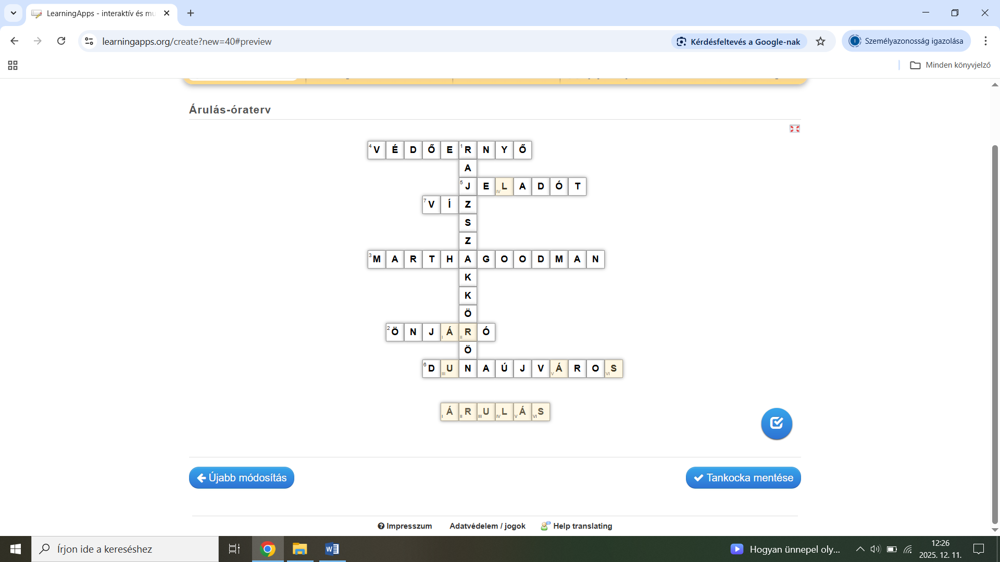 LearningApps - interaktív és mu
learningapps.org/create?new=40#preview
Kérdésfeltevés a Google-nak
Személyazonosság igazolása
Minden könyvjelző
Árulás-óraterv
4 V É D Ő E 1 R N Y Ő
A
5 J E L IV A D Ó T
7 V Í Z
S
Z
3 M A R T H A G O O D M A N
K
K
Ö
2 Ö N J Á I R II Ó
Ö
6 D U III N A Ú J V Á V R O S VI
Á I R II U III L IV Á V S VI
Újabb módosítás
Tankocka mentése
Impresszum Adatvédelem / jogok Help translating
Írjon ide a kereséshez
Hogyan ünnepel oly...
12:26
2025. 12. 11.